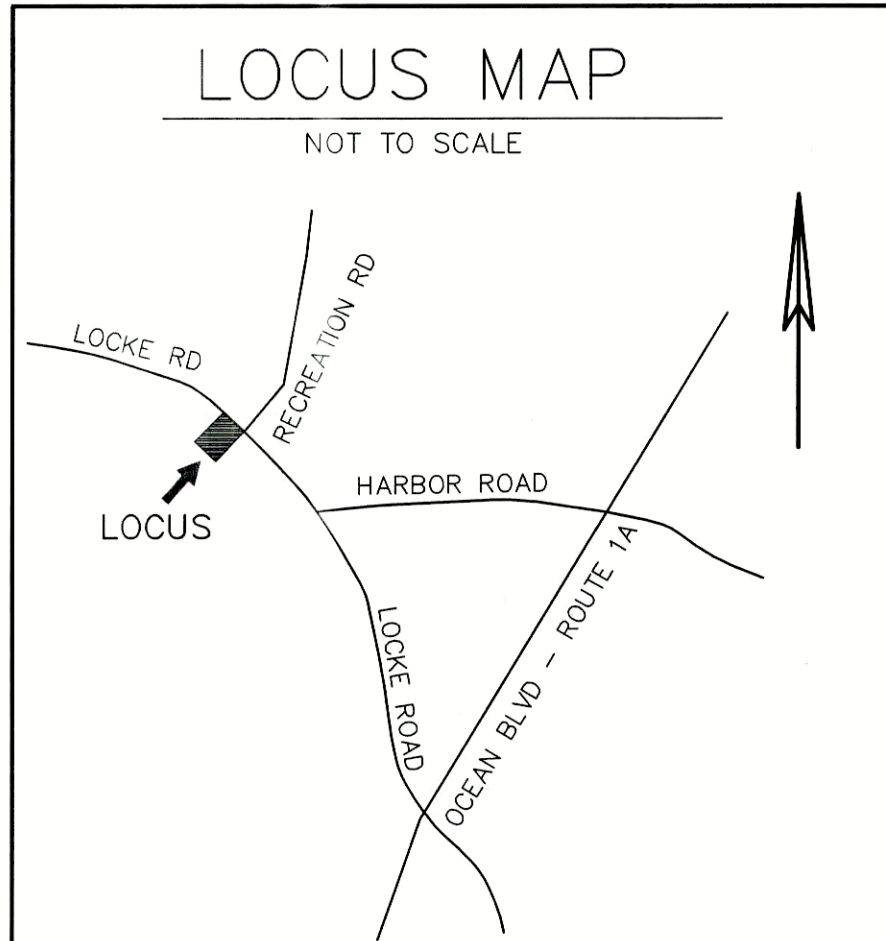 LOCUS MAP
NOT TO SCALE
LOCKE RD
RECREATION RD
HARBOR ROAD
LOCUS
LOCKE ROAD
OCEAN BLVD – ROUTE 1A